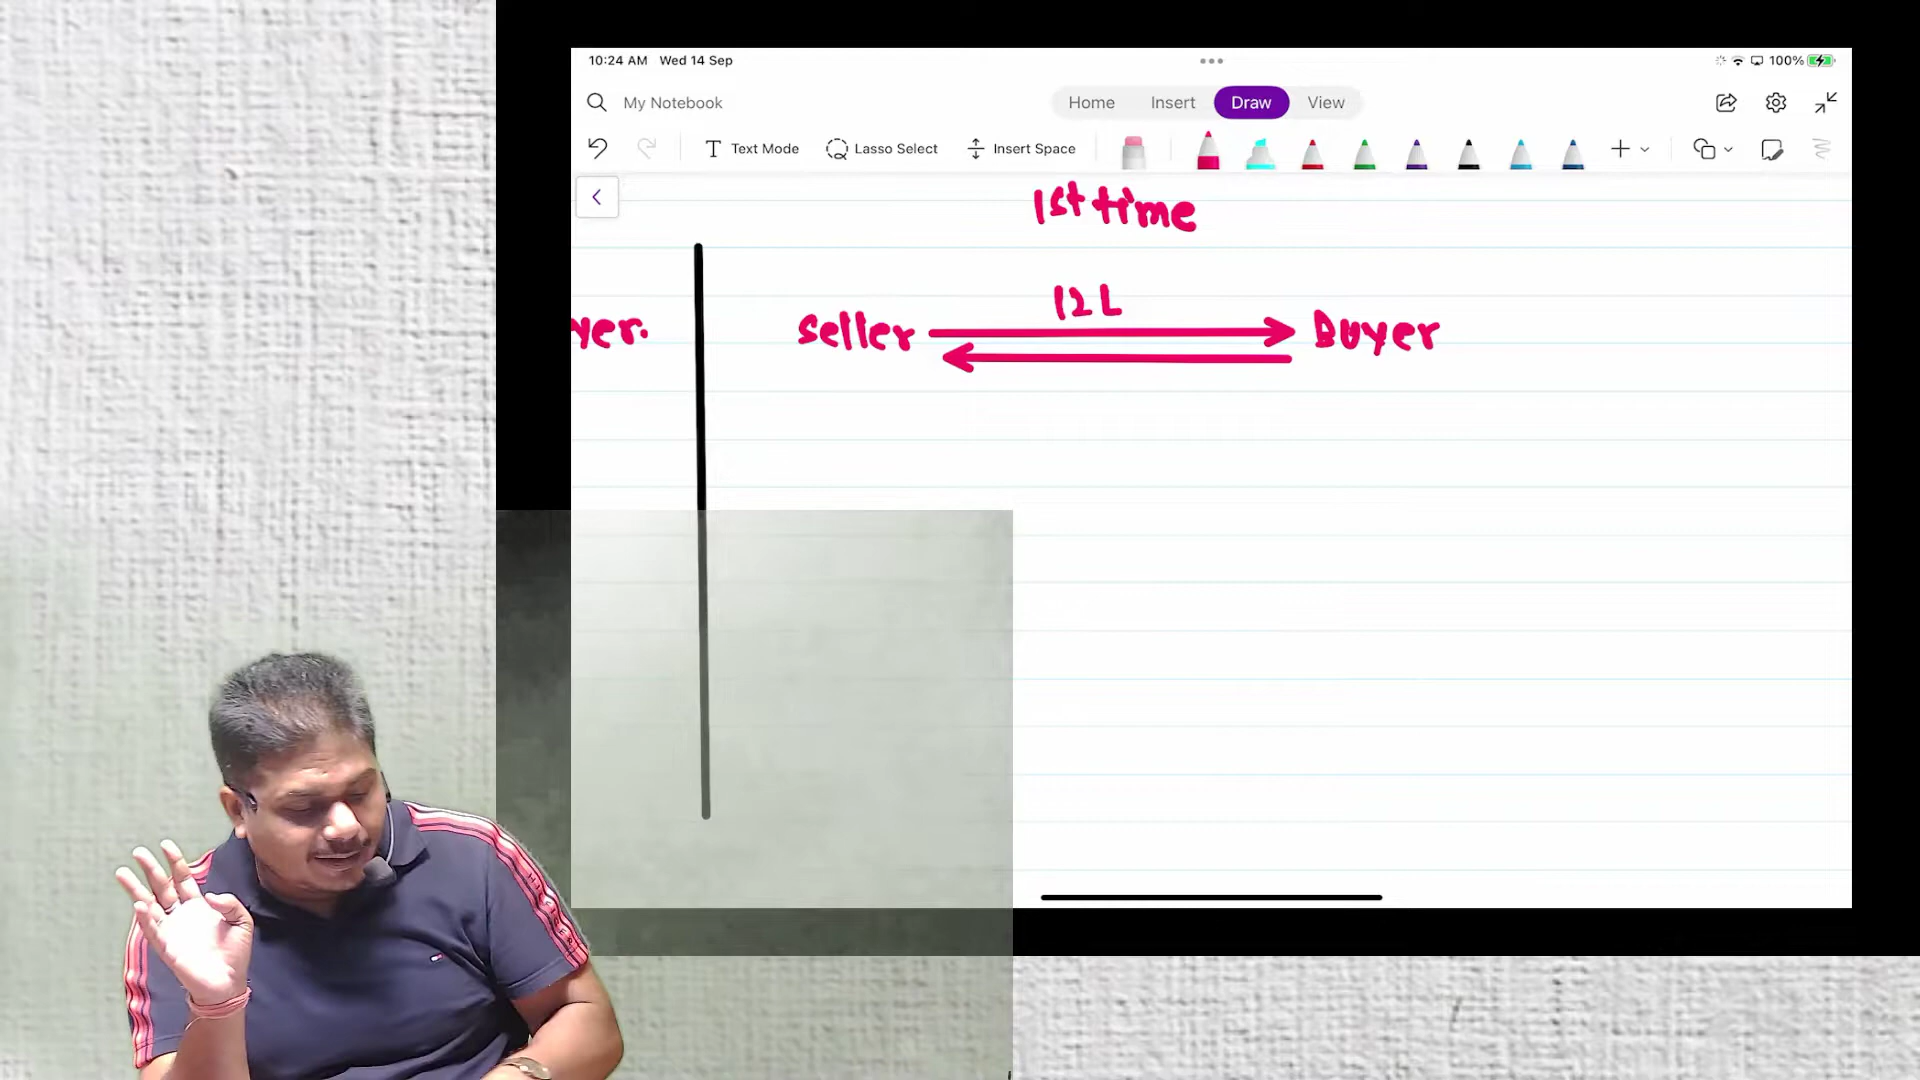 10:24 AM Wed 14 Sep
100%
My Notebook
Home Insert Draw View
Text Mode Lasso Select Insert Space
1st time
12L
yer. Seller Buyer